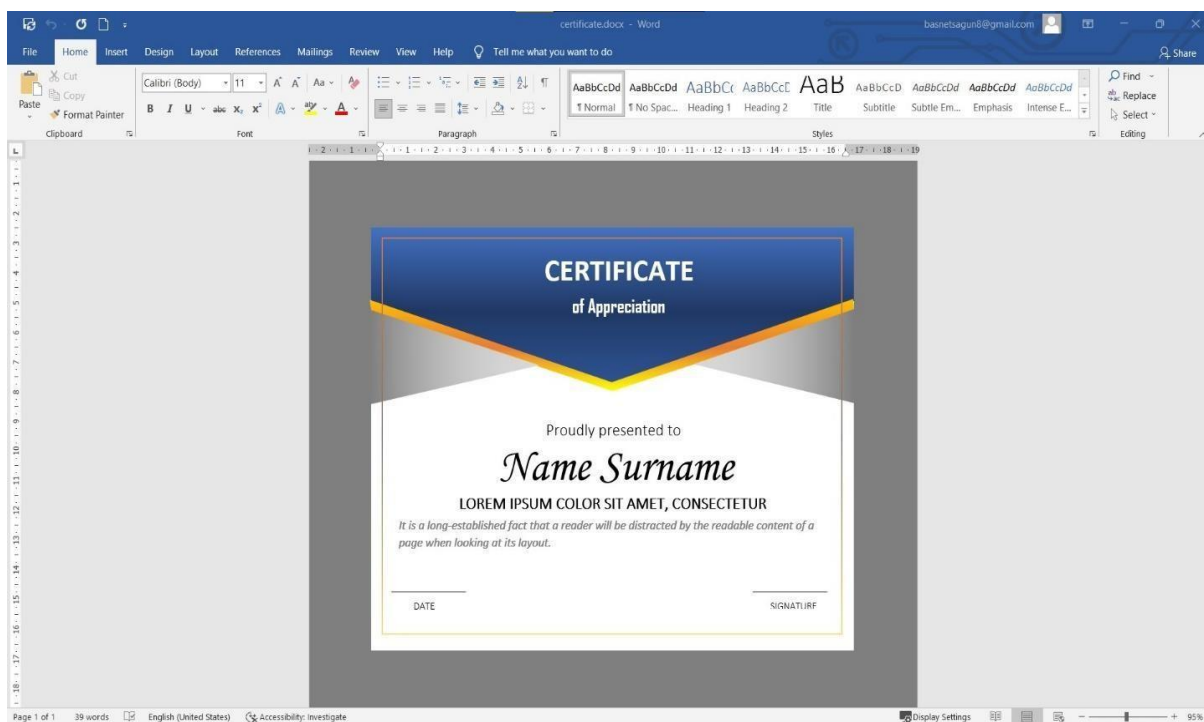 certificate.docx - Word
basnetsagun8@gmail.com
File Home Insert Design Layout References Mailings Review View Help Tell me what you want to do
Share
Paste
Cut
Copy
Format Painter
Clipboard
Calibri (Body) 11
Font
Paragraph
AaBbCcDd AaBbCcDd AaBbCc AaBbCcE AaB AaBbCcD AaBbCcDd AaBbCcDd AaBbCcDd
¶ Normal ¶ No Spac... Heading 1 Heading 2 Title Subtitle Subtle Em... Emphasis Intense E...
Styles
Find
Replace
Select
Editing
CERTIFICATE
of Appreciation
Proudly presented to
Name Surname
LOREM IPSUM COLOR SIT AMET, CONSECTETUR
It is a long-established fact that a reader will be distracted by the readable content of a
page when looking at its layout.
DATE
SIGNATURE
Page 1 of 1 39 words English (United States) Accessibility: Investigate
Display Settings
95%